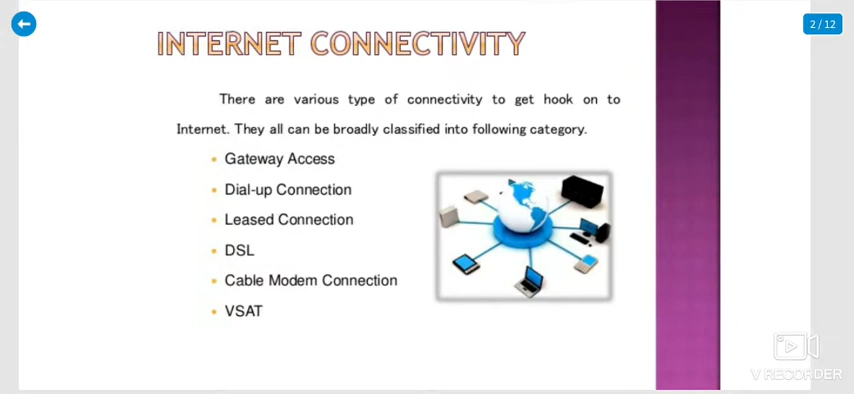 2 / 12
INTERNET CONNECTIVITY
There are various type of connectivity to get hook on to
Internet. They all can be broadly classified into following category.
Gateway Access
Dial-up Connection
Leased Connection
DSL
Cable Modem Connection
VSAT
V RECORDER